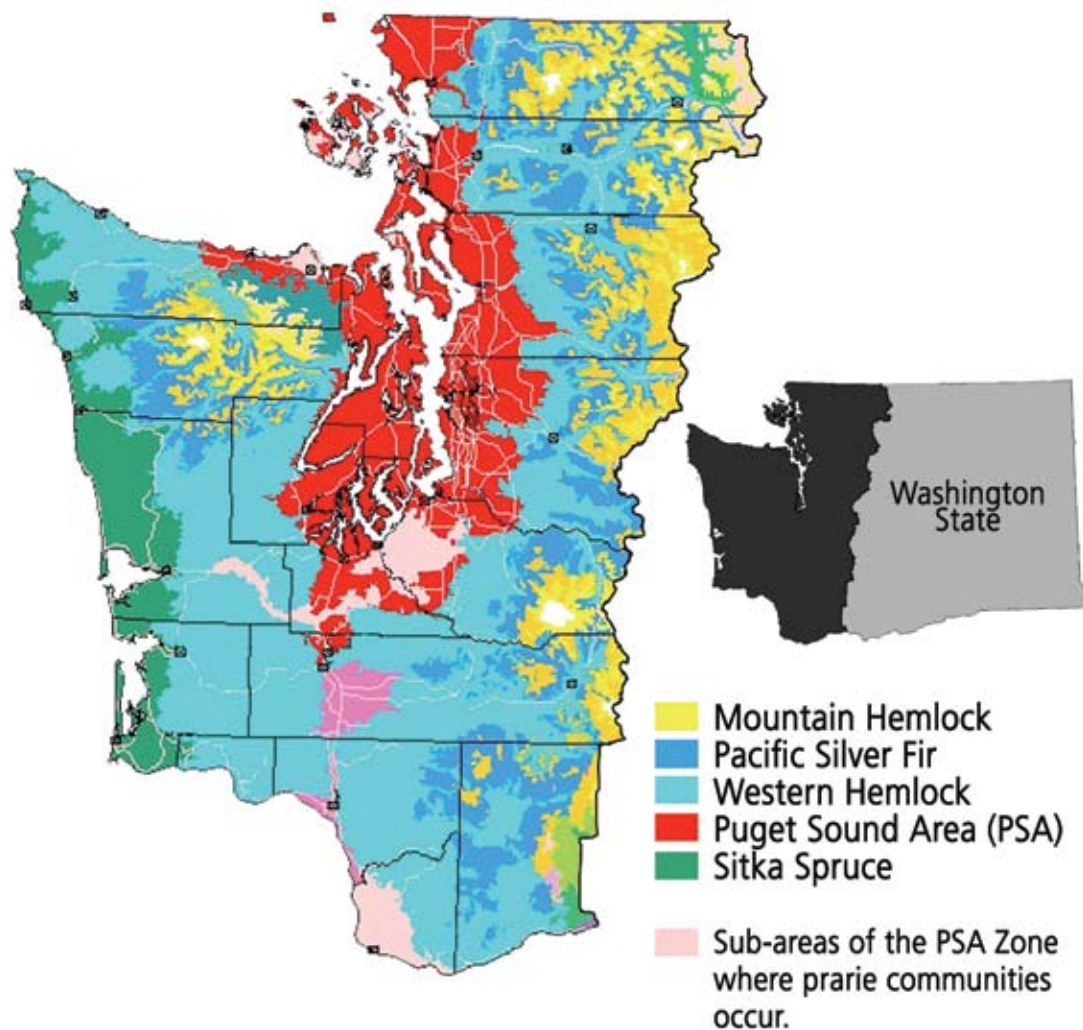 Washington
State
Mountain Hemlock
Pacific Silver Fir
Western Hemlock
Puget Sound Area (PSA)
Sitka Spruce
Sub-areas of the PSA Zone
where prarie communities
occur.